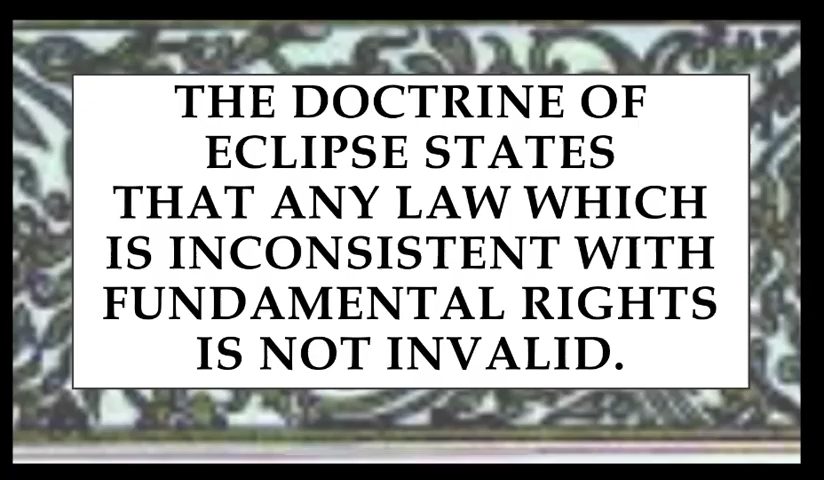 THE DOCTRINE OF
ECLIPSE STATES
THAT ANY LAW WHICH
IS INCONSISTENT WITH
FUNDAMENTAL RIGHTS
IS NOT INVALID.